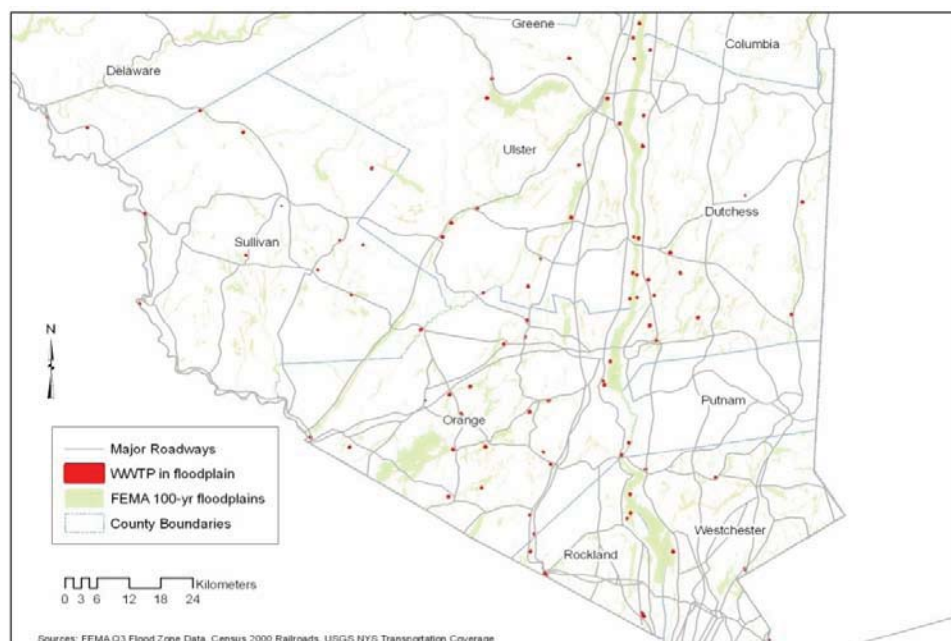 Greene
Columbia
Delaware
Ulster
Dutchess
Sullivan
N
Putnam
Orange
Major Roadways
WWTP in floodplain
FEMA 100-yr floodplains
County Boundaries
Westchester
Rockland
Kilometers
0 3 6 12 18 24
Sources: FEMA Q3 Flood Zone Data, Census 2000 Railroads, USGS NYS Transportation Coverage